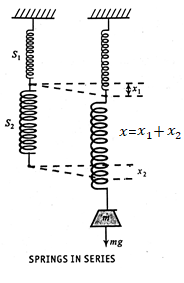 S₁
x₁
x=x₁+x₂
S₂
x₂
m
mg
SPRINGS IN SERIES